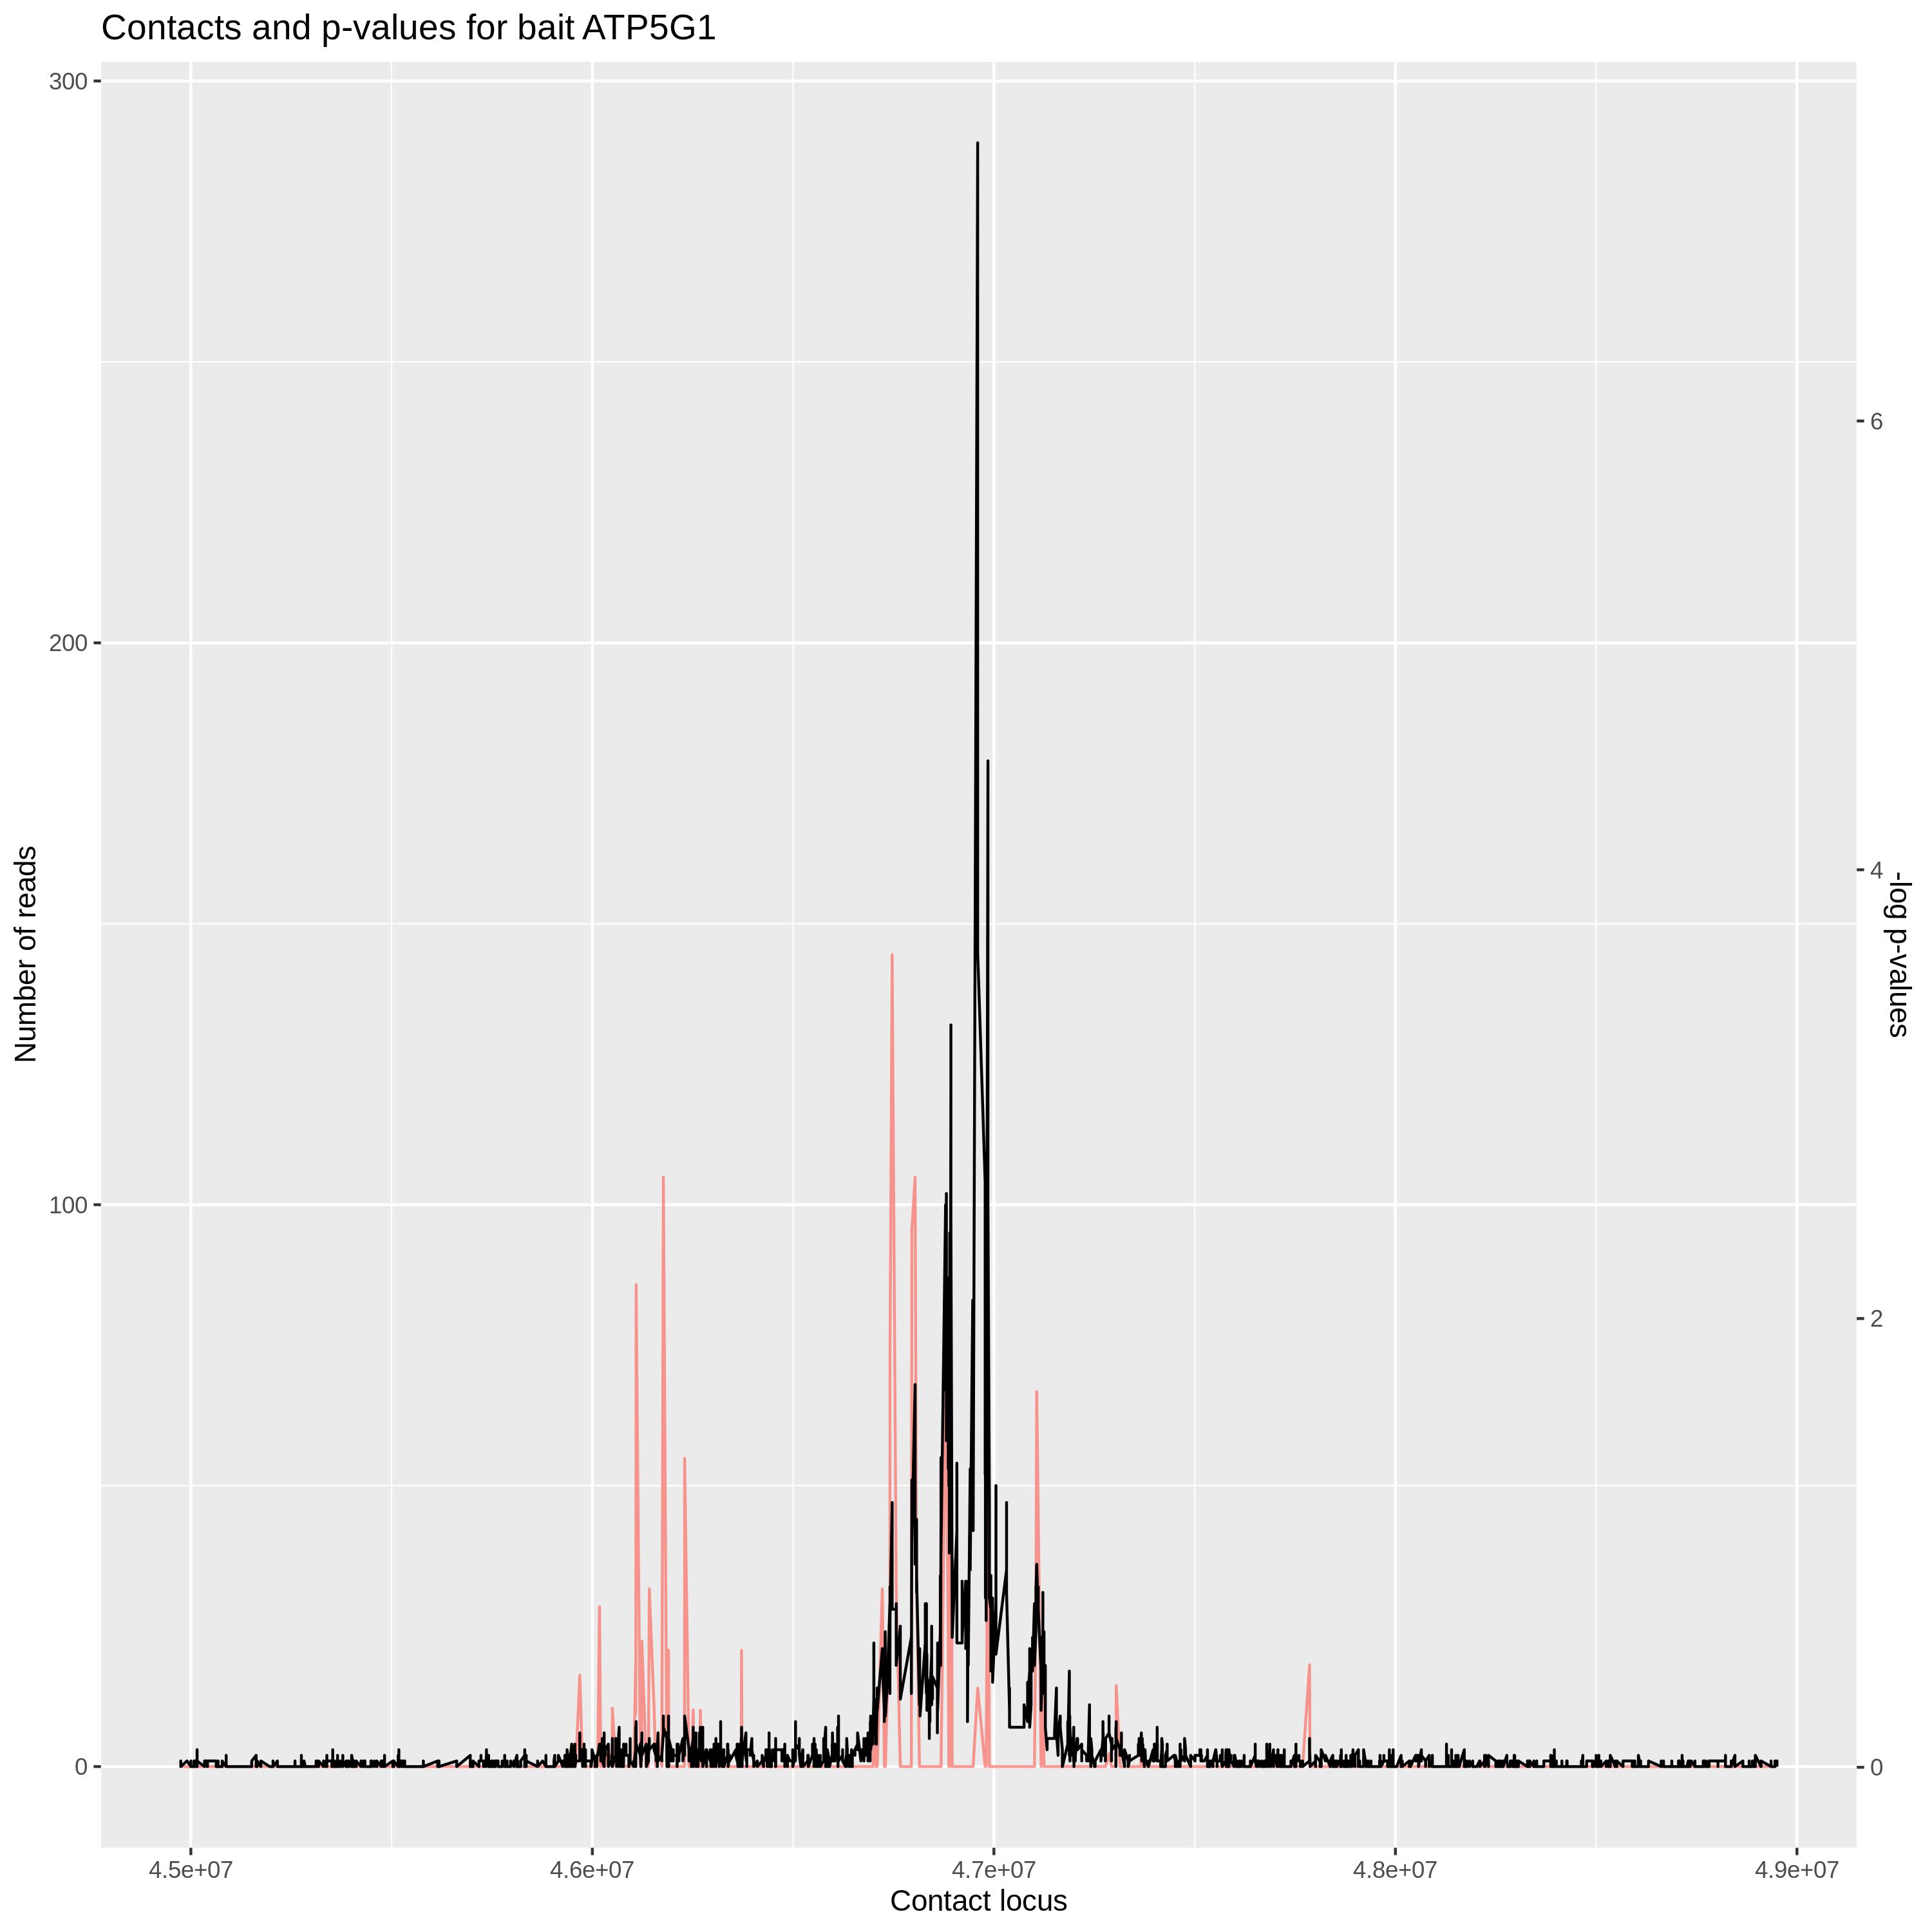 Contacts and p-values for bait ATP5G1
300
200
100
0
Number of reads
6
4
2
0
-log p-values
4.5e+07 4.6e+07 4.7e+07 4.8e+07 4.9e+07
Contact locus